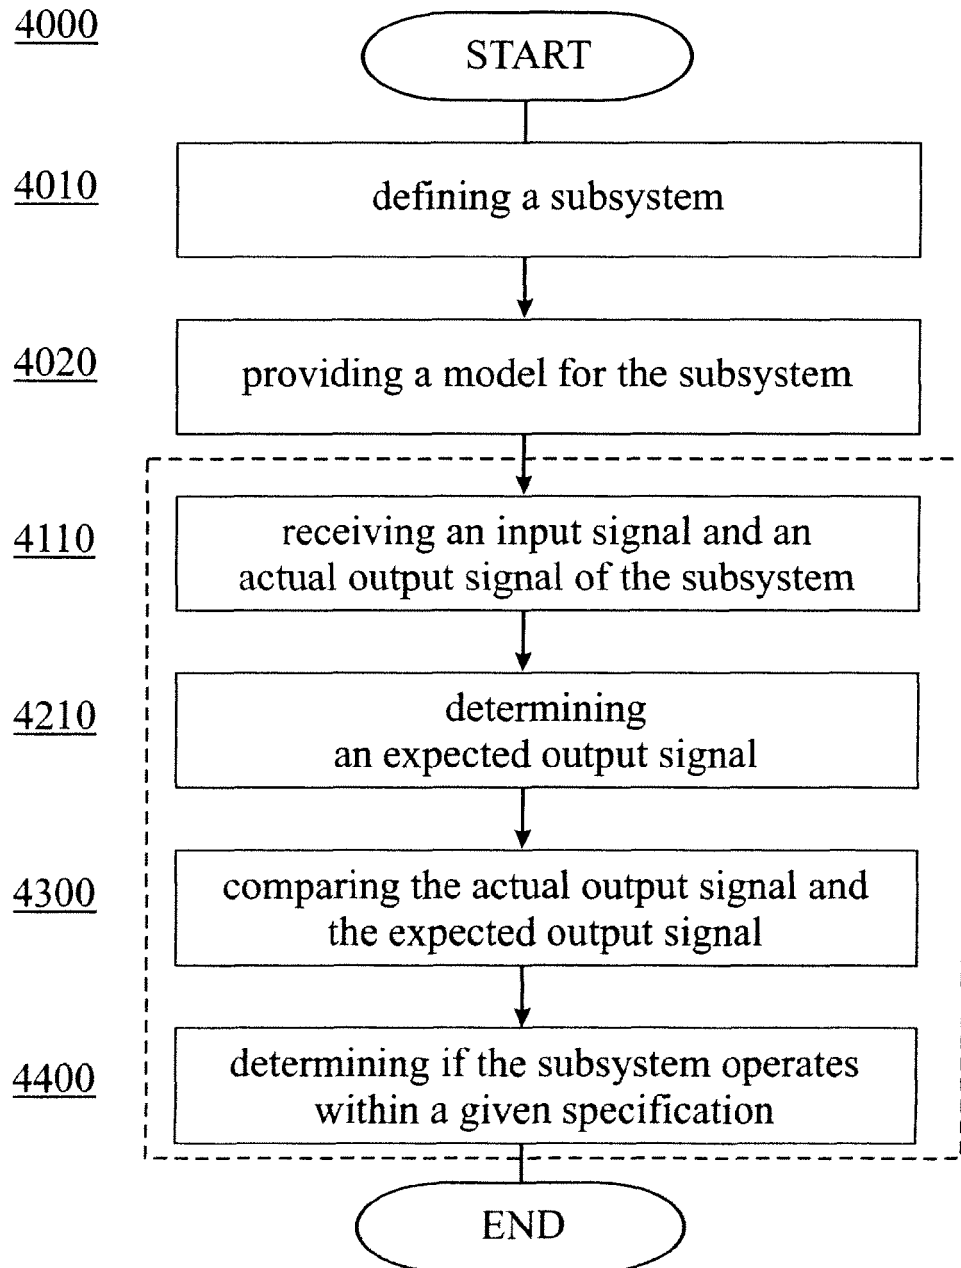 4000
START
4010
defining a subsystem
4020
providing a model for the subsystem
4110
receiving an input signal and an
actual output signal of the subsystem
4210
determining
an expected output signal
4300
comparing the actual output signal and
the expected output signal
4400
determining if the subsystem operates
within a given specification
END